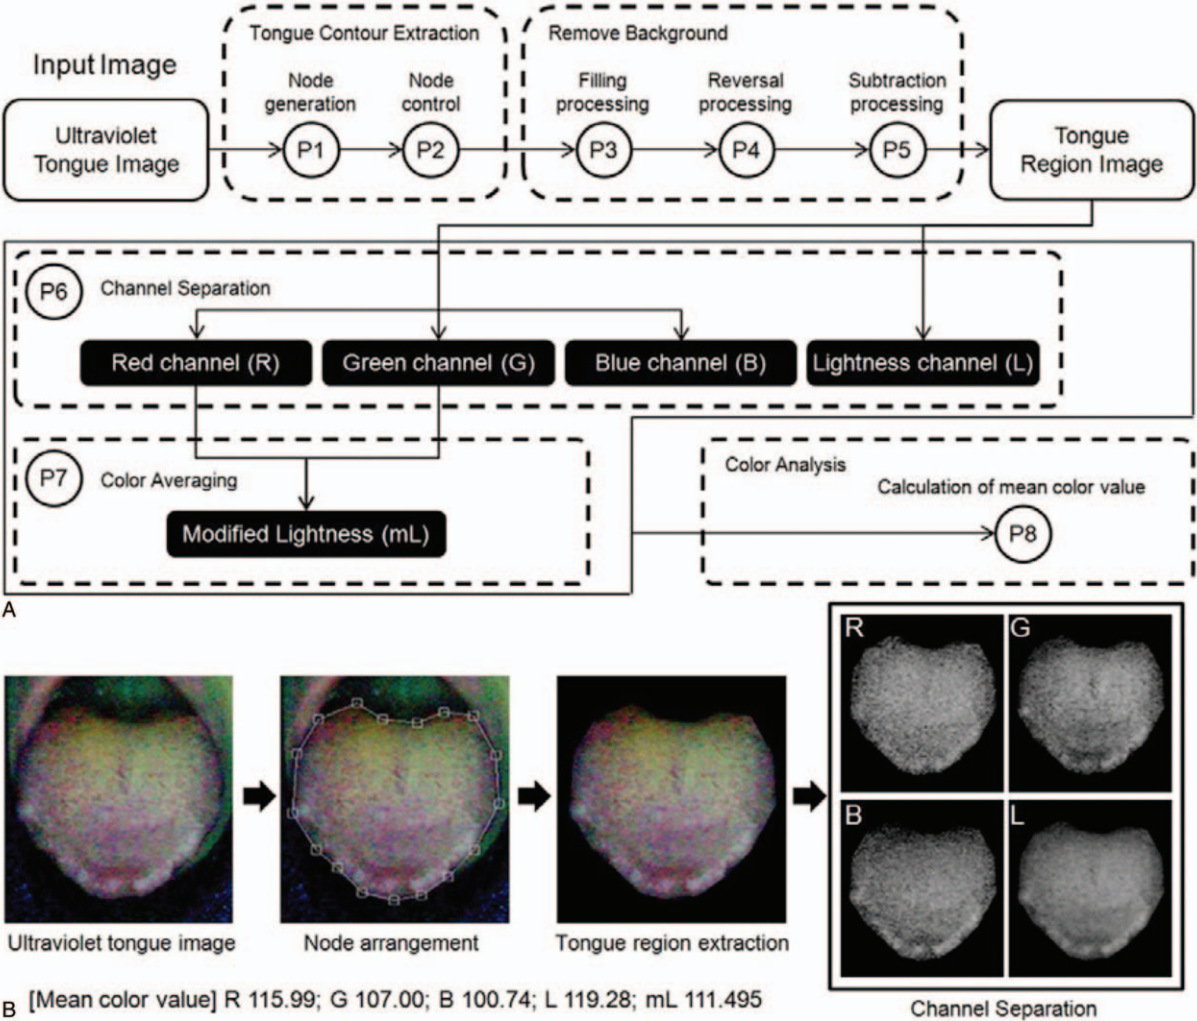 Tongue Contour Extraction
Remove Background
Input Image
Node
generation
Node
control
Filling
processing
Reversal
processing
Subtraction
processing
Ultraviolet
Tongue Image
P1
P2
P3
P4
P5
Tongue
Region Image
P6
Channel Separation
Red channel (R)
Green channel (G)
Blue channel (B)
Lightness channel (L)
P7
Color Averaging
Modified Lightness (mL)
Color Analysis
Calculation of mean color value
P8
A
R
G
B
L
Ultraviolet tongue image
Node arrangement
Tongue region extraction
Channel Separation
B [Mean color value] R 115.99; G 107.00; B 100.74; L 119.28; mL 111.495